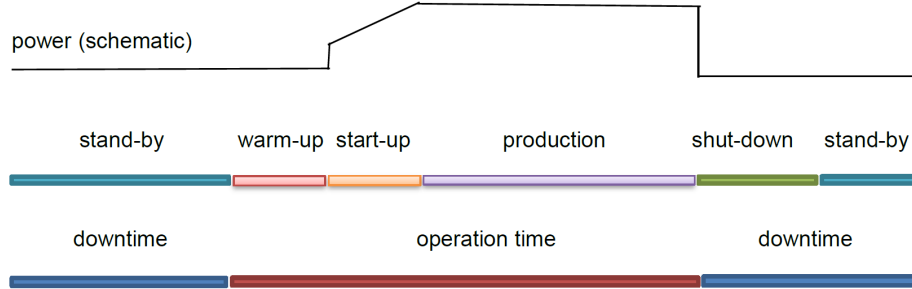 power (schematic)
stand-by warm-up start-up production shut-down stand-by
downtime operation time downtime